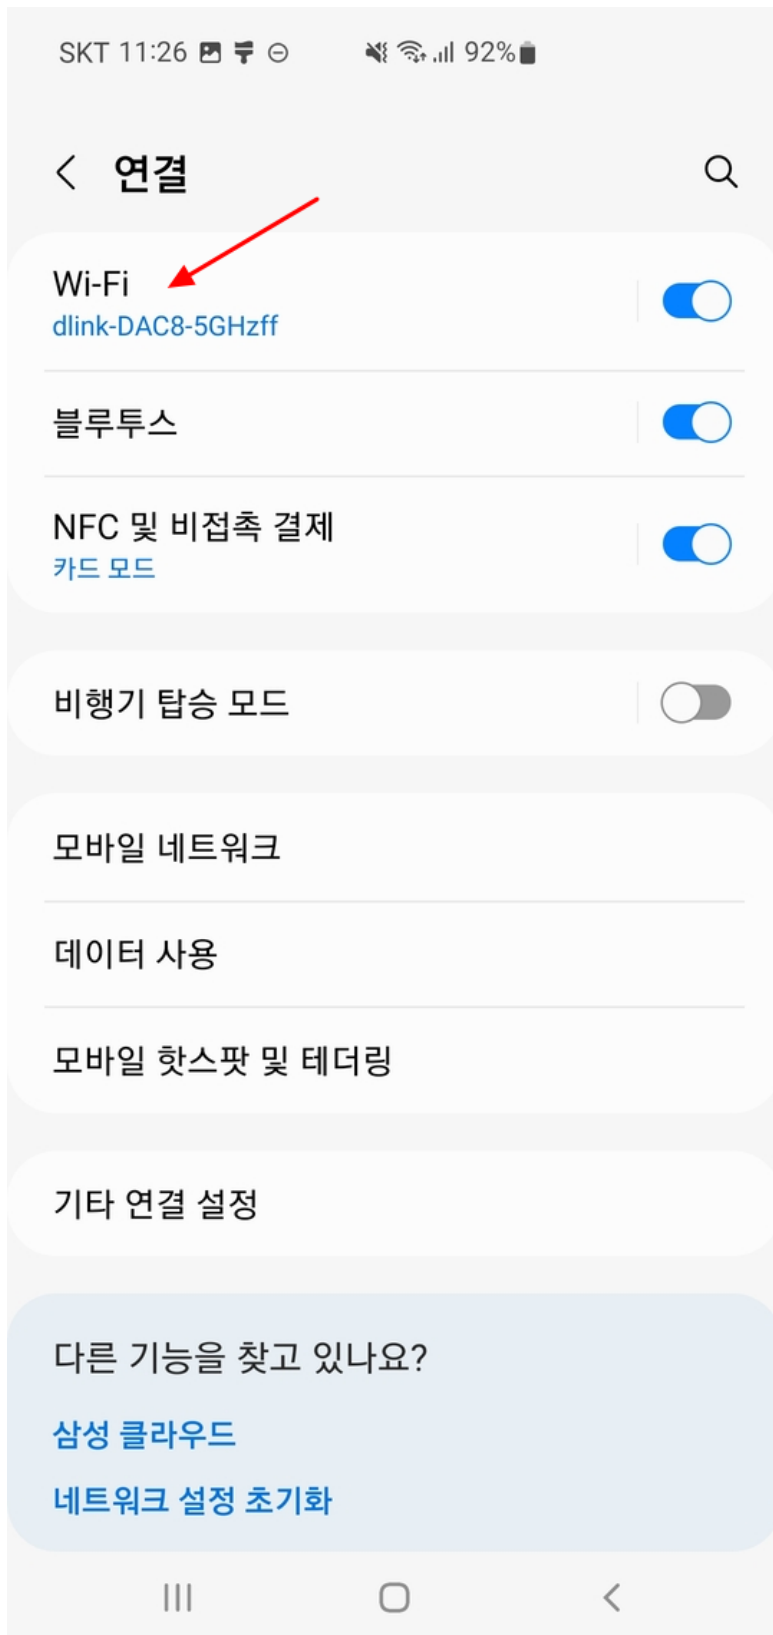 SKT 11:26 92%
연결
Wi-Fi
dlink-DAC8-5GHzff
블루투스
NFC 및 비접촉 결제
카드 모드
비행기 탑승 모드
모바일 네트워크
데이터 사용
모바일 핫스팟 및 테더링
기타 연결 설정
다른 기능을 찾고 있나요?
삼성 클라우드
네트워크 설정 초기화